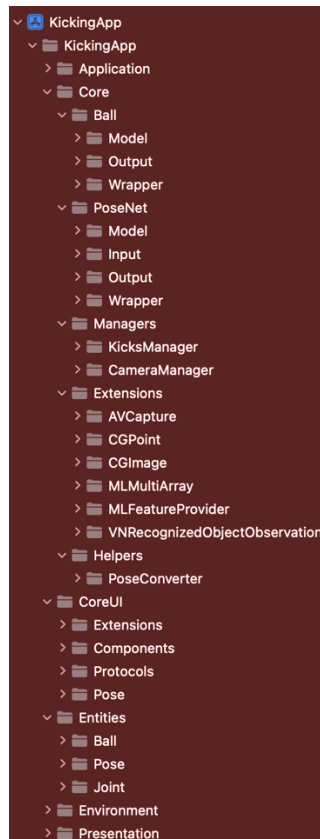 KickingApp
KickingApp
Application
Core
Ball
Model
Output
Wrapper
PoseNet
Model
Input
Output
Wrapper
Managers
KicksManager
CameraManager
Extensions
AVCapture
CGPoint
CGImage
MLMultiArray
MLFeatureProvider
VNRecognizedObjectObservation
Helpers
PoseConverter
CoreUI
Extensions
Components
Protocols
Pose
Entities
Ball
Pose
Joint
Environment
Presentation